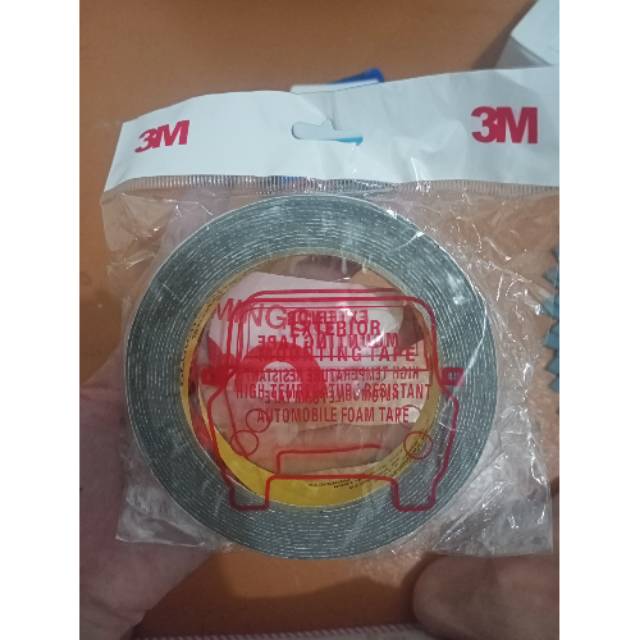 3M
3M
EXTERIOR
MOUNTING TAPE
HIGH TEMPERATURE RESISTANT
AUTOMOBILE FOAM TAPE